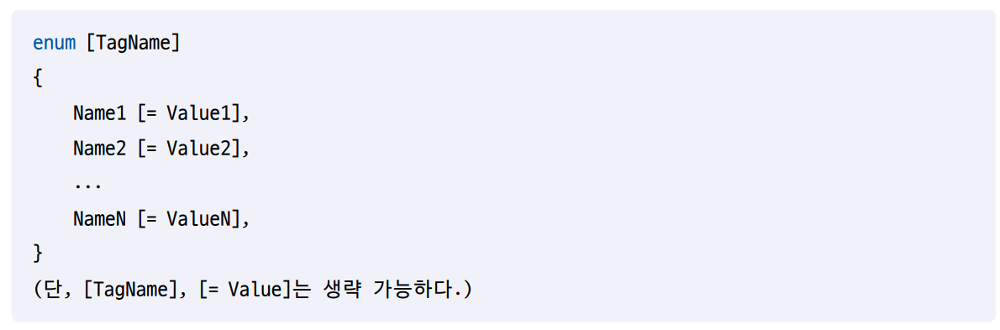 enum [TagName]
{
    Name1 [= Value1],
    Name2 [= Value2],
    ...
    NameN [= ValueN],
}
(단, [TagName], [= Value]는 생략 가능하다.)